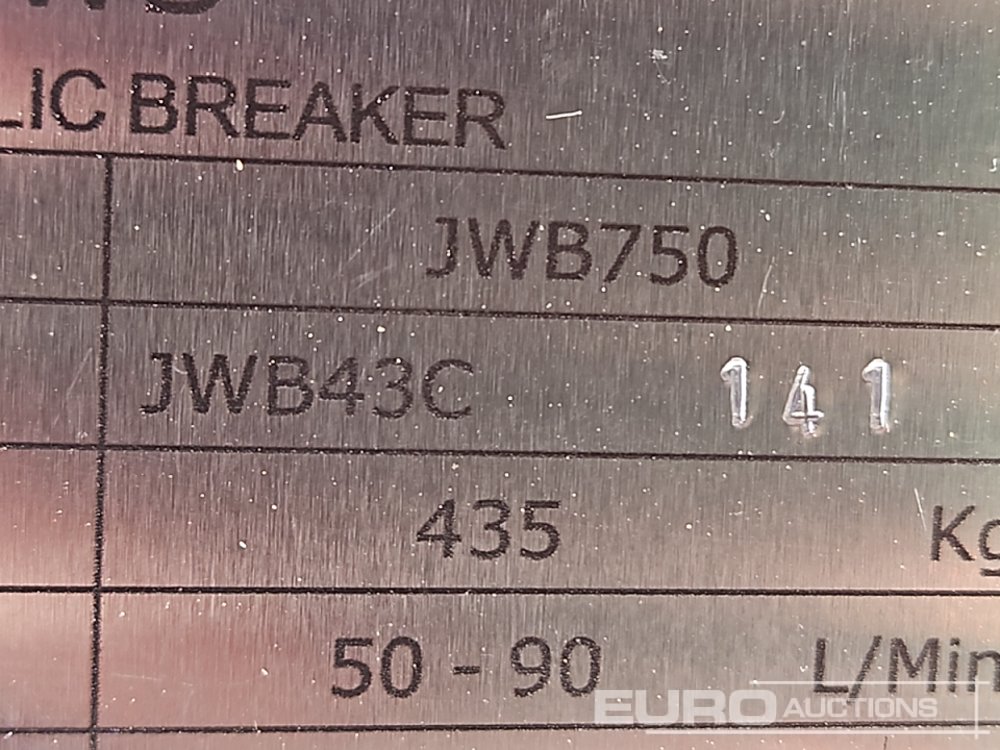 LIC BREAKER
JWB750
JWB43C 141
435 Kg
50 - 90 L/Min
EURO AUCTIONS